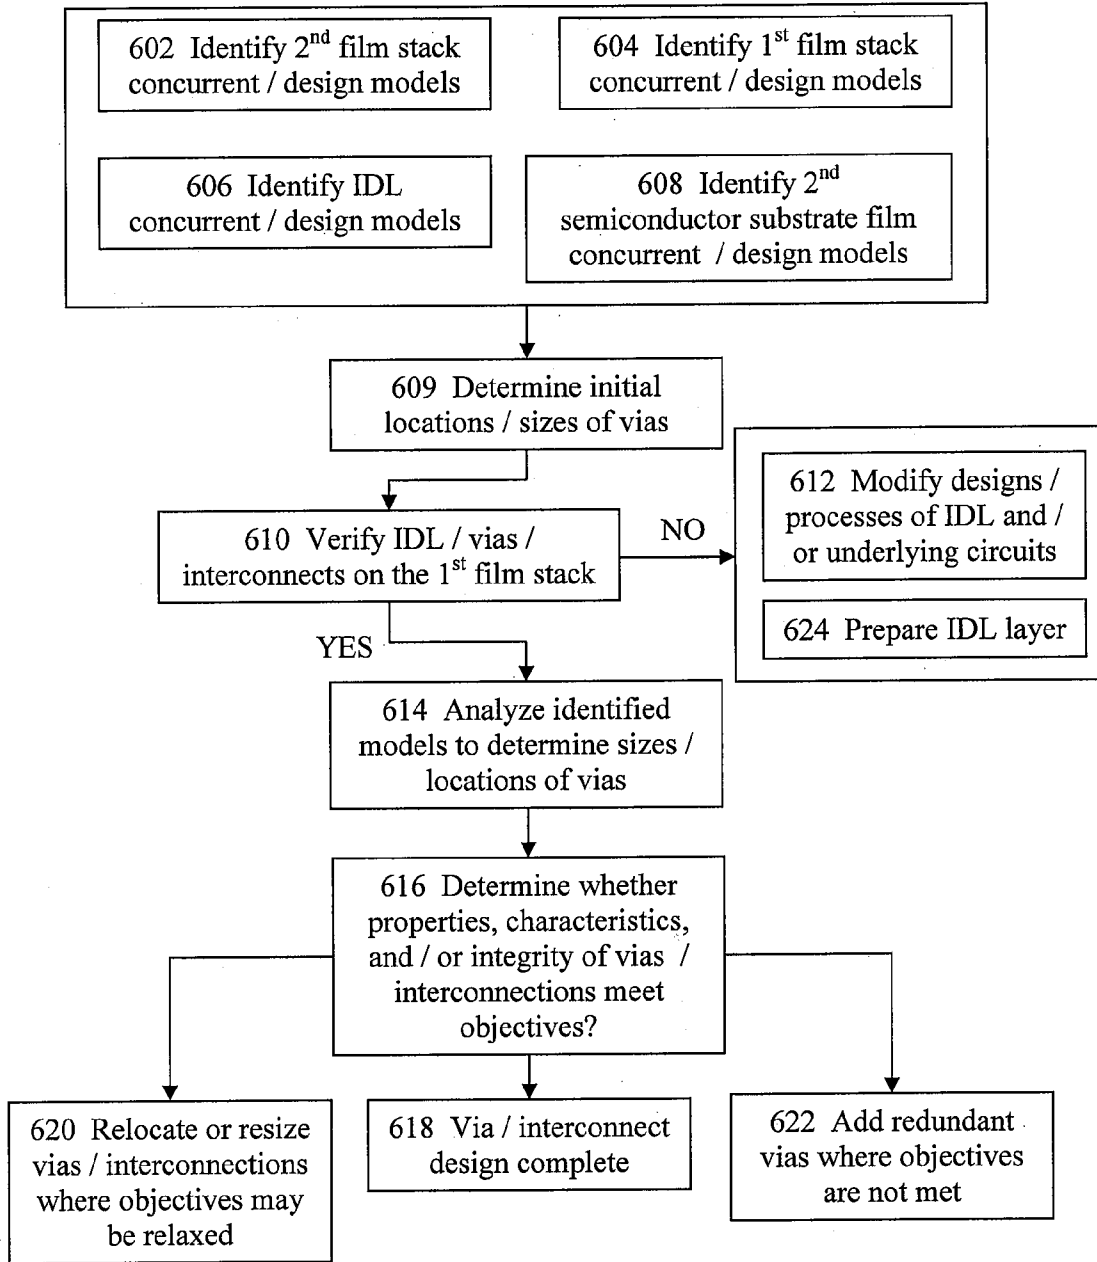 602 Identify 2nd film stack
concurrent / design models
604 Identify 1st film stack
concurrent / design models
606 Identify IDL
concurrent / design models
608 Identify 2nd
semiconductor substrate film
concurrent / design models
609 Determine initial
locations / sizes of vias
610 Verify IDL / vias /
interconnects on the 1st film stack
NO
612 Modify designs /
processes of IDL and /
or underlying circuits
624 Prepare IDL layer
YES
614 Analyze identified
models to determine sizes /
locations of vias
616 Determine whether
properties, characteristics,
and / or integrity of vias /
interconnections meet
objectives?
620 Relocate or resize
vias / interconnections
where objectives may
be relaxed
618 Via / interconnect
design complete
622 Add redundant
vias where objectives
are not met